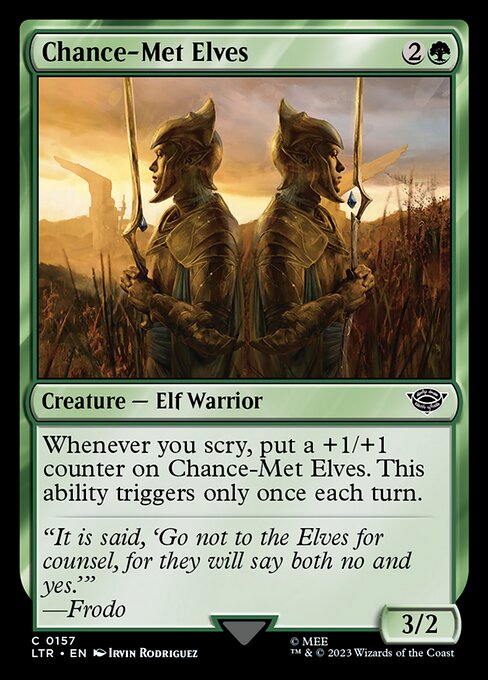 Chance-Met Elves 2
Creature — Elf Warrior
Whenever you scry, put a +1/+1
counter on Chance-Met Elves. This
ability triggers only once each turn.
“It is said, ‘Go not to the Elves for
counsel, for they will say both no and
yes.’”
—Frodo
3/2
C 0157
LTR • EN Irvin Rodriguez
© MEE
™ & © 2023 Wizards of the Coast